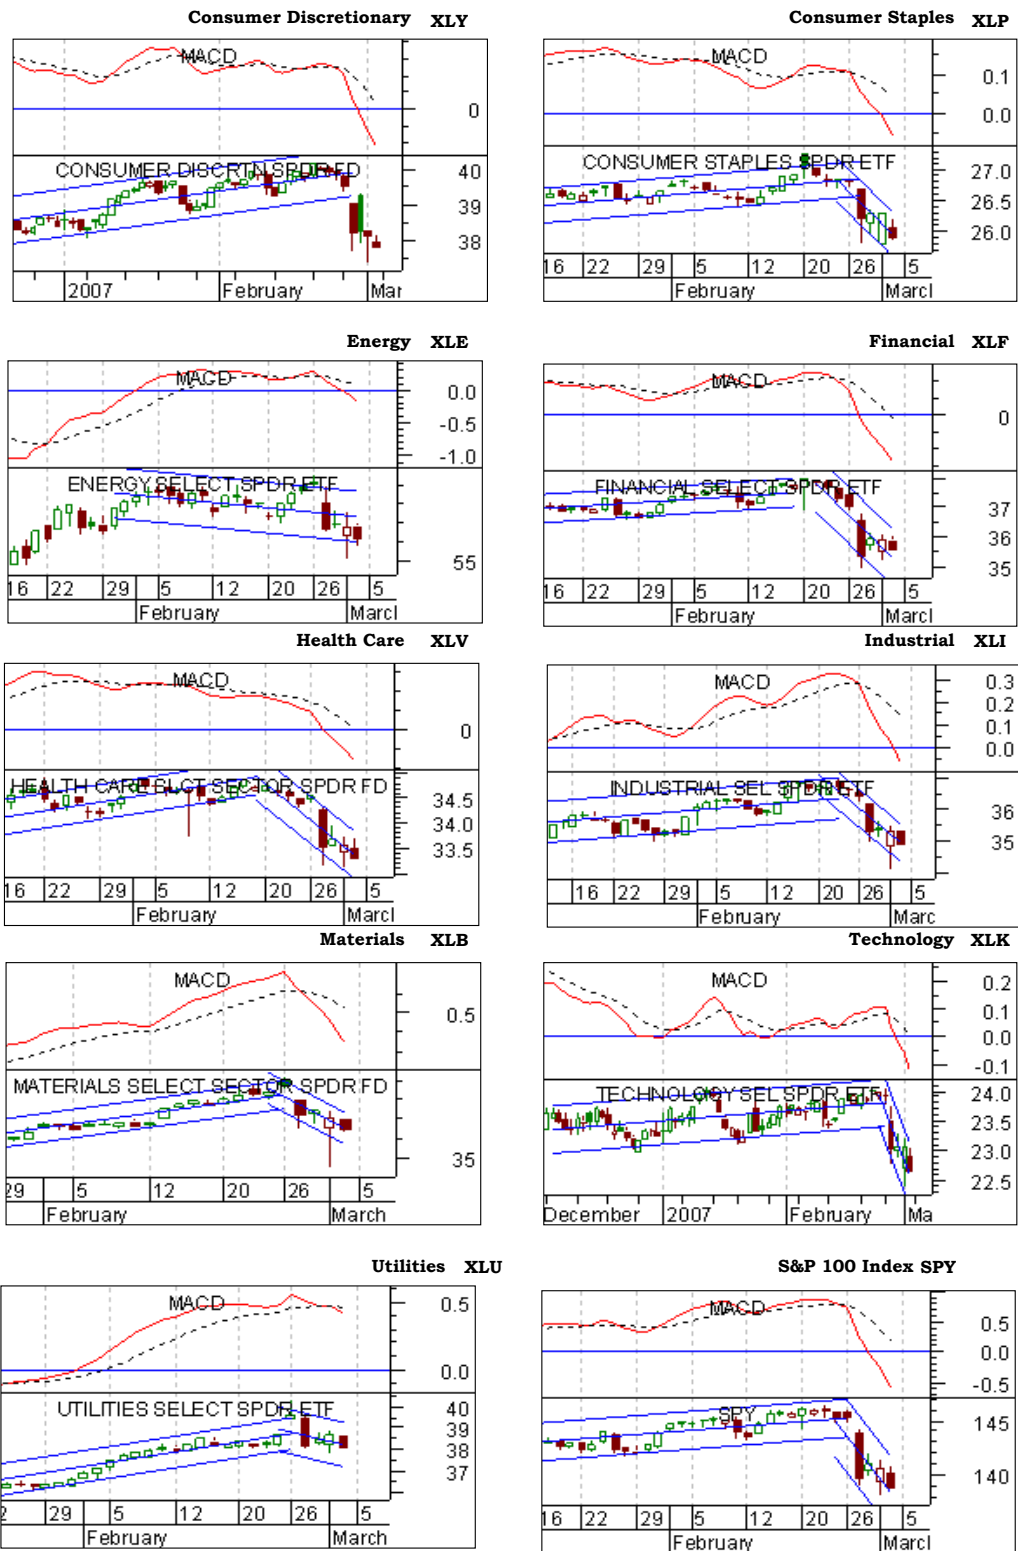 Consumer Discretionary XLY
MACD
0
CONSUMER DISCRTN SPDR FD
40
39
38
2007 February Mar
Consumer Staples XLP
MACD
0.1
0.0
CONSUMER STAPLES SPDR ETF
27.0
26.5
26.0
16 22 29 5 12 20 26 5
February Marcl
Energy XLE
MACD
0.0
-0.5
-1.0
ENERGY SELECT SPDR ETF
55
16 22 29 5 12 20 26 5
February Marcl
Financial XLF
MACD
0
FINANCIAL SELECT SPDR ETF
37
36
35
16 22 29 5 12 20 26 5
February Marcl
Health Care XLV
MACD
0
HEALTH CARE SLCT SECTOR SPDR FD
34.5
34.0
33.5
16 22 29 5 12 20 26 5
February Marcl
Industrial XLI
MACD
0.3
0.2
0.1
0.0
INDUSTRIAL SEL SPDR ETF
36
35
16 22 29 5 12 20 26 5
February Marc
Materials XLB
MACD
0.5
MATERIALS SELECT SECTOR SPDR FD
35
29 5 12 20 26 5
February March
Technology XLK
MACD
0.2
0.1
0.0
-0.1
TECHNOLOGY SEL SPDR ETF
24.0
23.5
23.0
22.5
December 2007 February Ma
Utilities XLU
MACD
0.5
0.0
UTILITIES SELECT SPDR ETF
40
39
38
37
2 29 5 12 20 26 5
February March
S&P 100 Index SPY
MACD
0.5
0.0
-0.5
SPY
145
140
16 22 29 5 12 20 26 5
February Marcl